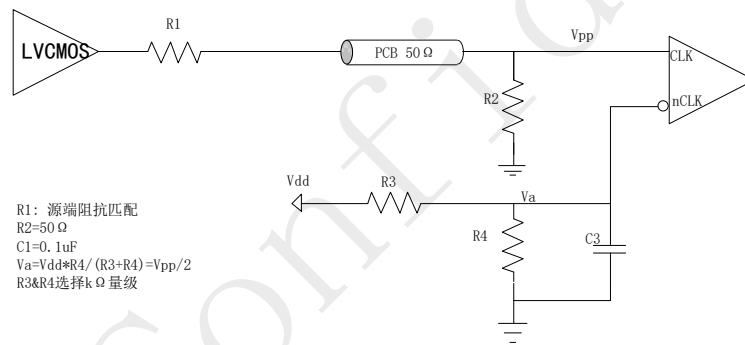 R1
LVCMOS
PCB 50Ω
Vpp
CLK
R2
nCLK
Vdd
R3
Va
R4
C3
R1: 源端阻抗匹配
R2=50Ω
C1=0.1uF
Va=Vdd*R4/(R3+R4)=Vpp/2
R3&R4选择kΩ量级
Confid